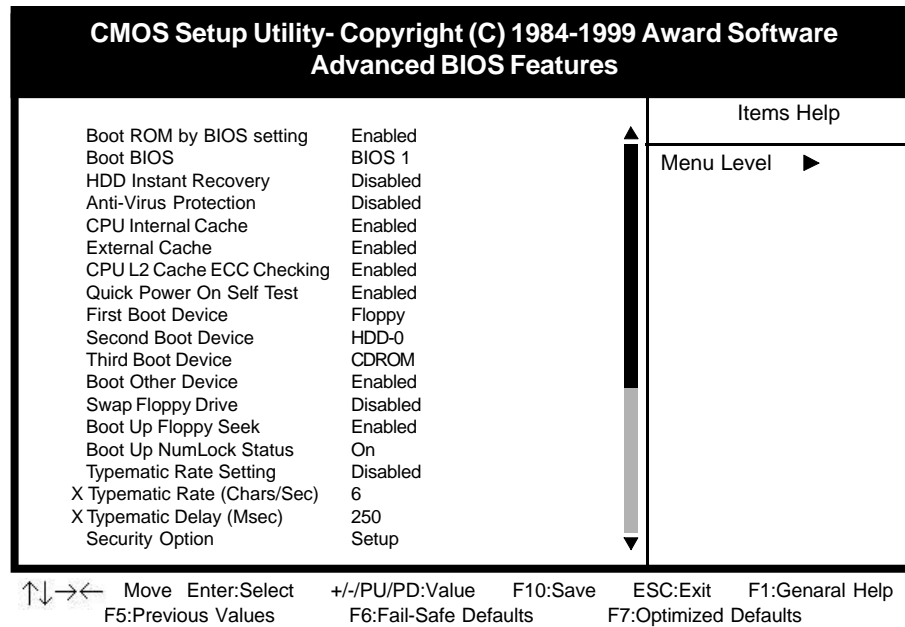 CMOS Setup Utility- Copyright (C) 1984-1999 Award Software
Advanced BIOS Features
Boot ROM by BIOS setting Enabled
Boot BIOS BIOS 1
HDD Instant Recovery Disabled
Anti-Virus Protection Disabled
CPU Internal Cache Enabled
External Cache Enabled
CPU L2 Cache ECC Checking Enabled
Quick Power On Self Test Enabled
First Boot Device Floppy
Second Boot Device HDD-0
Third Boot Device CDROM
Boot Other Device Enabled
Swap Floppy Drive Disabled
Boot Up Floppy Seek Enabled
Boot Up NumLock Status On
Typematic Rate Setting Disabled
X Typematic Rate (Chars/Sec) 6
X Typematic Delay (Msec) 250
Security Option Setup
Items Help
Menu Level ▶
↑↓→← Move Enter:Select +/-/PU/PD:Value F10:Save ESC:Exit F1:Genaral Help
F5:Previous Values F6:Fail-Safe Defaults F7:Optimized Defaults